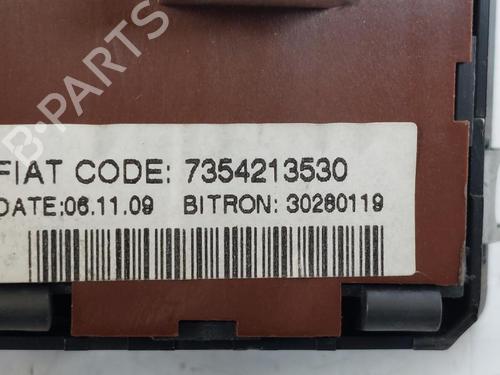 B-PARTS
FIAT CODE: 7354213530
DATE:06.11.09 BITRON: 30280119